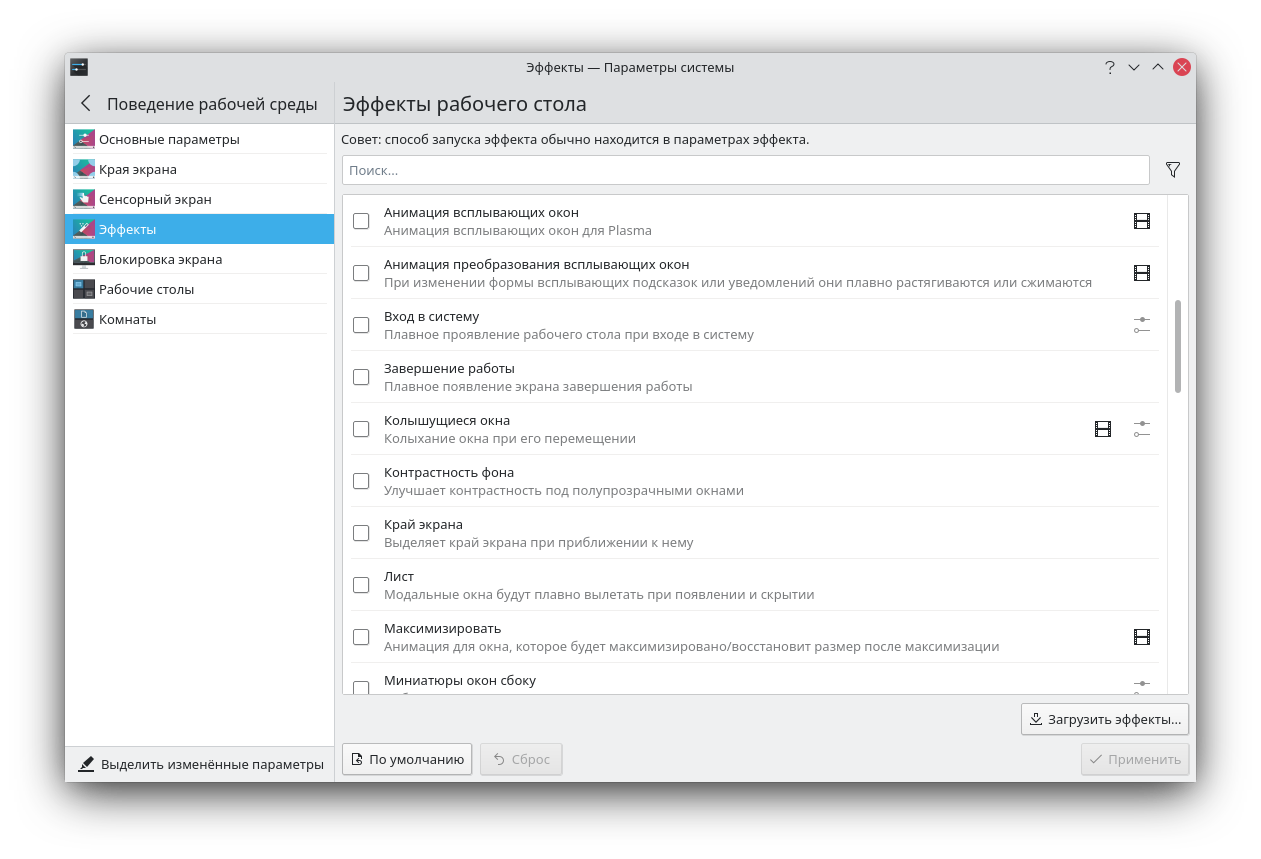 Эффекты — Параметры системы
Поведение рабочей среды
Эффекты рабочего стола
Основные параметры
Края экрана
Сенсорный экран
Эффекты
Блокировка экрана
Рабочие столы
Комнаты
Выделить изменённые параметры
Совет: способ запуска эффекта обычно находится в параметрах эффекта.
Поиск...
Анимация всплывающих окон
Анимация всплывающих окон для Plasma
Анимация преобразования всплывающих окон
При изменении формы всплывающих подсказок или уведомлений они плавно растягиваются или сжимаются
Вход в систему
Плавное проявление рабочего стола при входе в систему
Завершение работы
Плавное появление экрана завершения работы
Колышущиеся окна
Колыхание окна при его перемещении
Контрастность фона
Улучшает контрастность под полупрозрачными окнами
Край экрана
Выделяет край экрана при приближении к нему
Лист
Модальные окна будут плавно вылетать при появлении и скрытии
Максимизировать
Анимация для окна, которое будет максимизировано/восстановит размер после максимизации
Миниатюры окон сбоку
Загрузить эффекты...
По умолчанию
Сброс
Применить